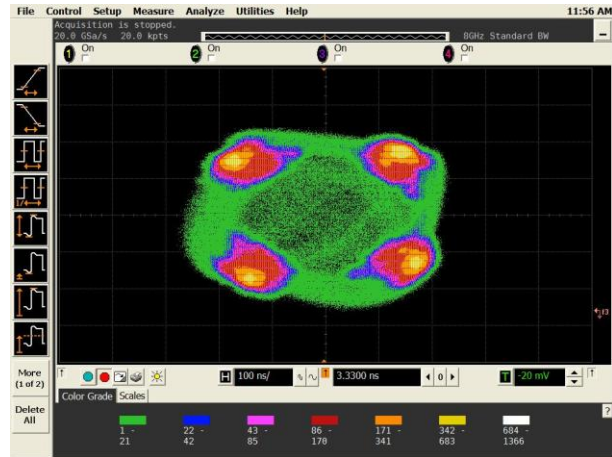 File Control Setup Measure Analyze Utilities Help 11:56 AM
Acquisition is stopped.
20.0 GSa/s 20.0 kpts 8GHz Standard BW
1 On 2 On 3 On 4 On
More
(1 of 2)
Delete
All
H 100 ns/ 3.3300 ns 0 T -20 mV
Color Grade Scales
?
1 - 22 - 43 - 86 - 171 - 342 - 684 -
21 42 85 170 341 683 1366